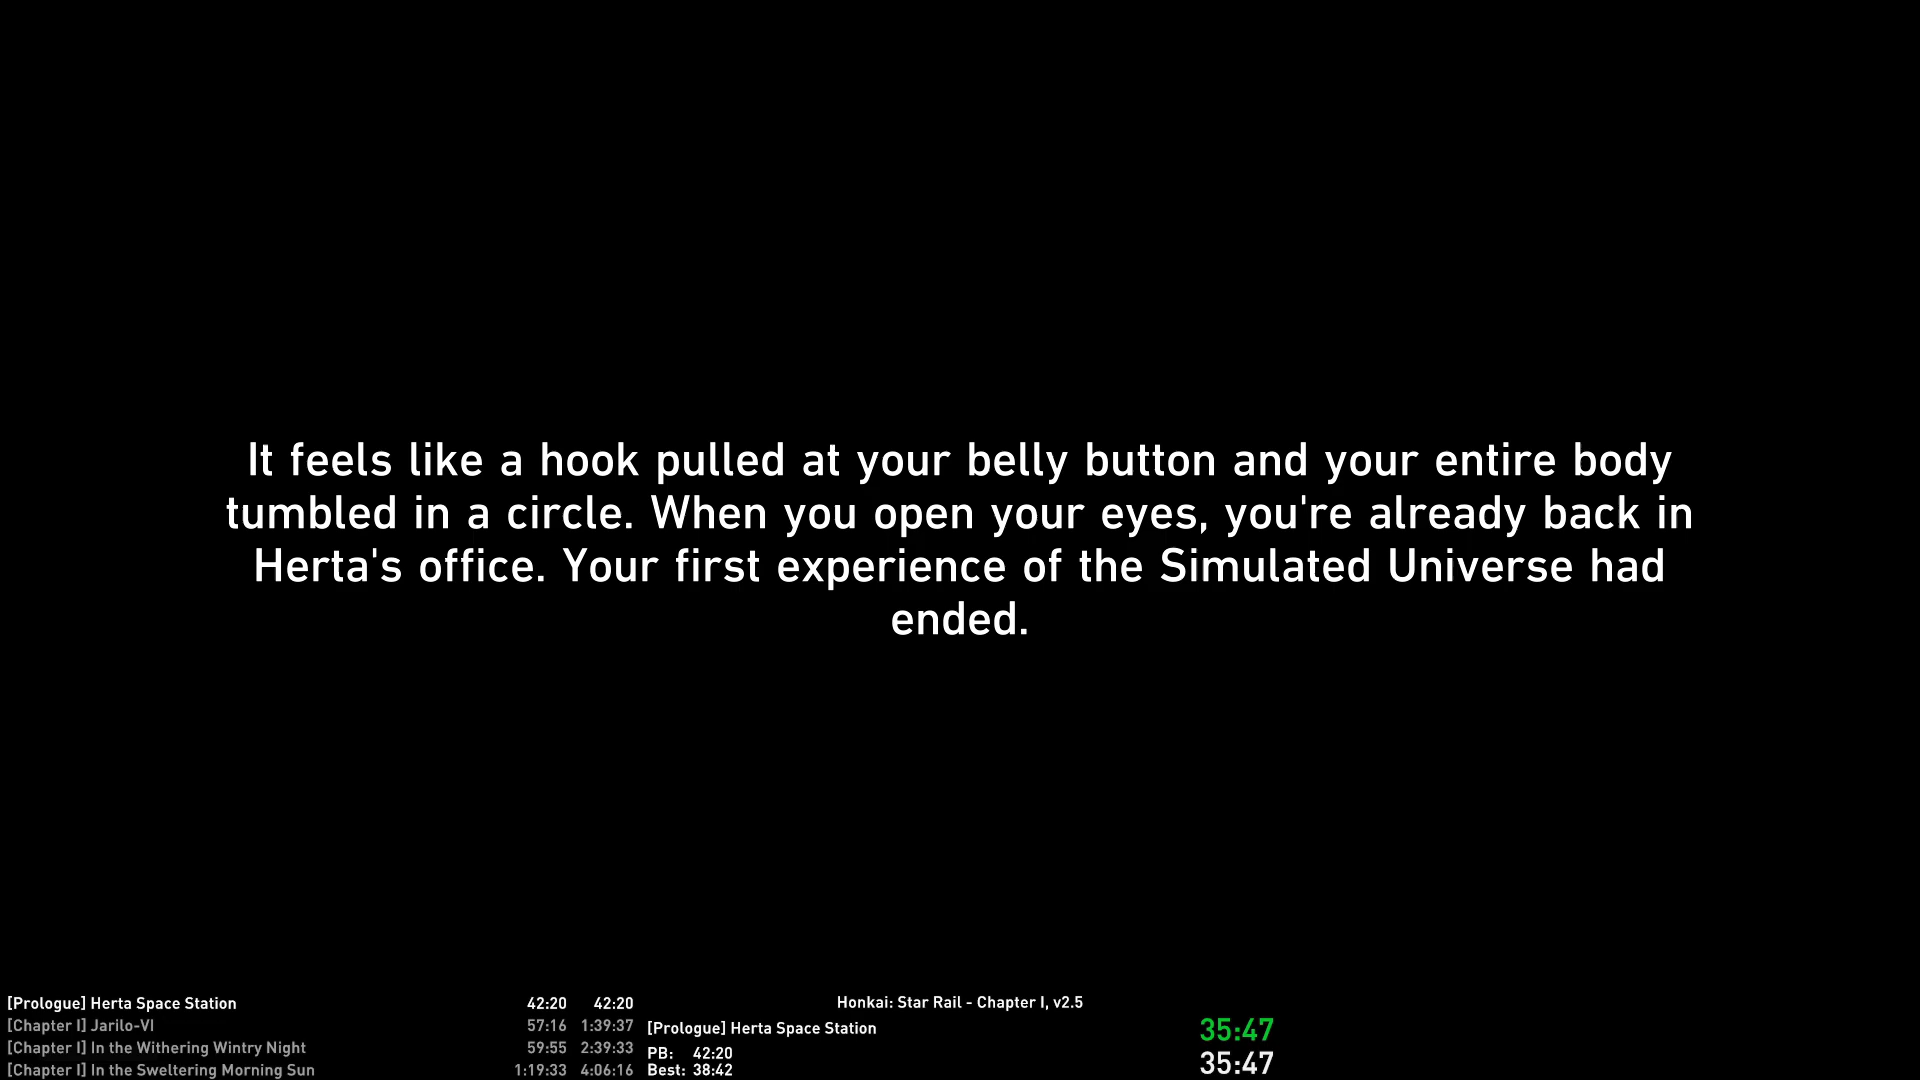 It feels like a hook pulled at your belly button and your entire body
tumbled in a circle. When you open your eyes, you're already back in
Herta's office. Your first experience of the Simulated Universe had
ended.
[Prologue] Herta Space Station 42:20 42:20
[Chapter I] Jarilo-VI 57:16 1:39:37
[Chapter I] In the Withering Wintry Night 59:55 2:39:33
[Chapter I] In the Sweltering Morning Sun 1:19:33 4:06:16
Honkai: Star Rail - Chapter I, v2.5
[Prologue] Herta Space Station
PB: 42:20
Best: 38:42
35:47
35:47